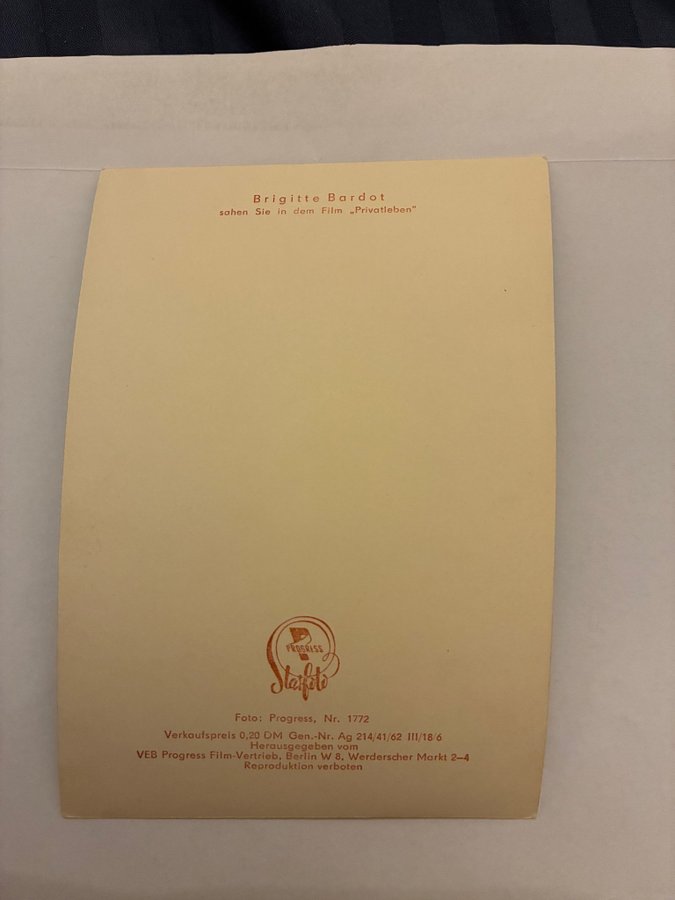 Brigitte Bardot
sahen Sie in dem Film „Privatleben"
PROGRESS
Starfoto
Foto: Progress, Nr. 1772
Verkaufspreis 0,20 DM Gen.-Nr. Ag 214/41/62 III/18/6
Herausgegeben vom
VEB Progress Film-Vertrieb, Berlin W 8, Werderscher Markt 2–4
Reproduktion verboten